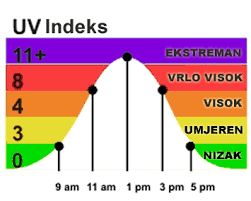 UV Indeks
11+ EKSTREMAN
8 VRLO VISOK
4 VISOK
3 UMJEREN
0 NIZAK
9 am 11 am 1 pm 3 pm 5 pm